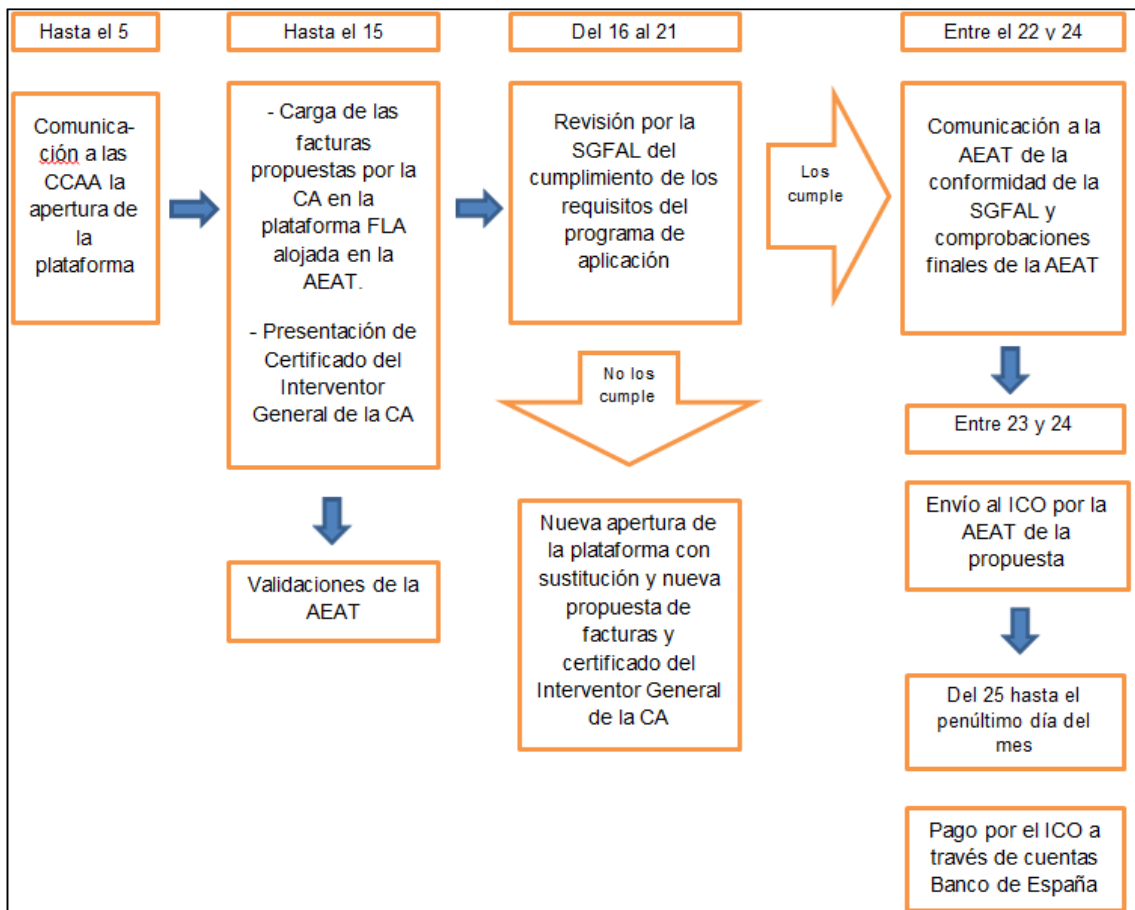 Hasta el 5
Hasta el 15
Del 16 al 21
Entre el 22 y 24
Comunica-
ción a las
CCAA la
apertura de
la
plataforma
- Carga de las
facturas
propuestas por la
CA en la
plataforma FLA
alojada en la
AEAT.
- Presentación de
Certificado del
Interventor
General de la CA
Revisión por la
SGFAL del
cumplimiento de los
requisitos del
programa de
aplicación
Los
cumple
Comunicación a la
AEAT de la
conformidad de la
SGFAL y
comprobaciones
finales de la AEAT
No los
cumple
Entre 23 y 24
Validaciones de la
AEAT
Nueva apertura de
la plataforma con
sustitución y nueva
propuesta de
facturas y
certificado del
Interventor General
de la CA
Envío al ICO por la
AEAT de la
propuesta
Del 25 hasta el
penúltimo día del
mes
Pago por el ICO a
través de cuentas
Banco de España